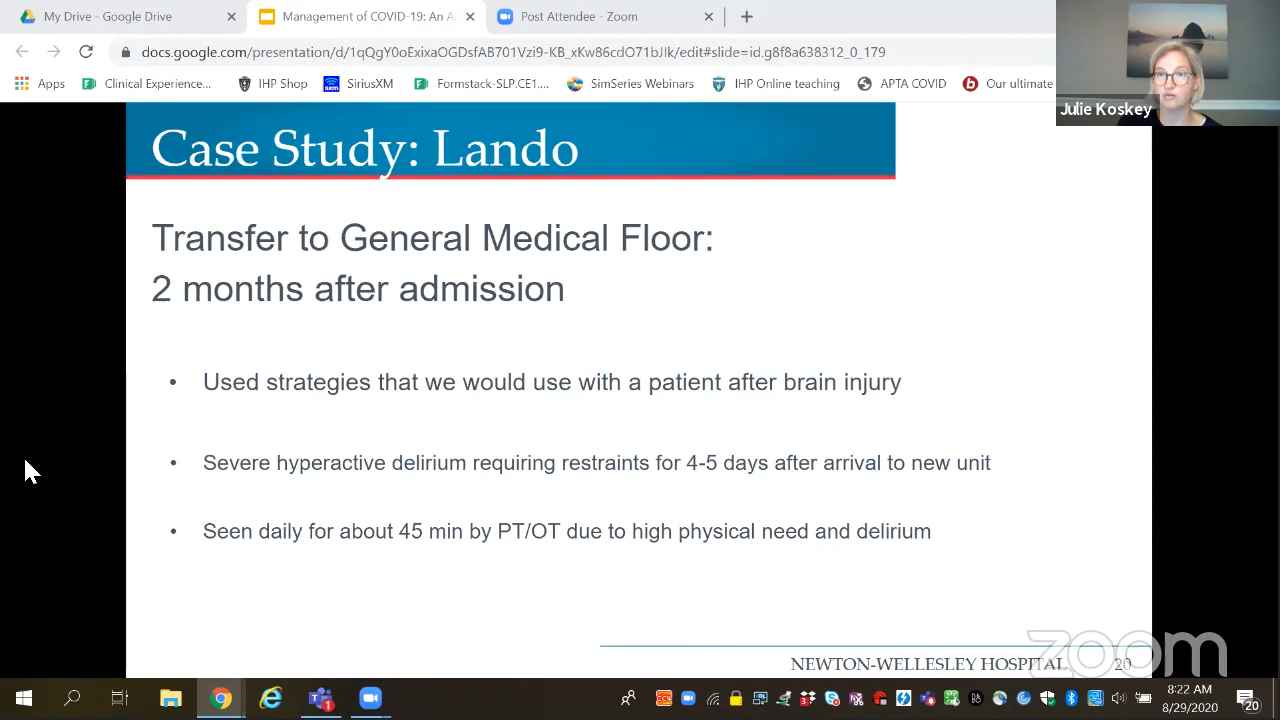 My Drive - Google Drive
Management of COVID-19: An A
Post Attendee - Zoom
docs.google.com/presentation/d/1qQgY0oExixaOGDsfAB701Vzi9-KB_xKw86cdO71bJIk/edit#slide=id.g8f8a638312_0_179
Apps
Clinical Experience...
IHP Shop
SiriusXM
Formstack-SLP.CE1....
SimSeries Webinars
IHP Online teaching
APTA COVID
Our ultimate
Julie Koskey
Case Study: Lando
Transfer to General Medical Floor:
2 months after admission
• Used strategies that we would use with a patient after brain injury
• Severe hyperactive delirium requiring restraints for 4-5 days after arrival to new unit
• Seen daily for about 45 min by PT/OT due to high physical need and delirium
NEWTON-WELLESLEY HOSPITAL 20
zoom
8:22 AM
8/29/2020
20